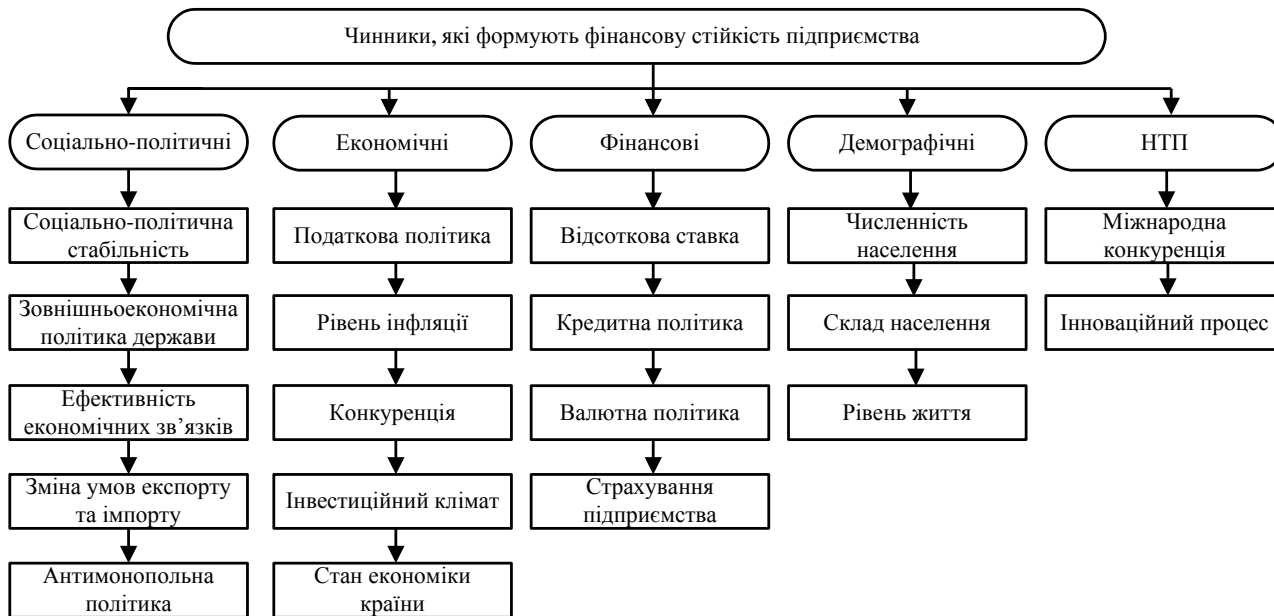 Чинники, які формують фінансову стійкість підприємства
Соціально-політичні
Економічні
Фінансові
Демографічні
НТП
Соціально-політична
стабільність
Податкова політика
Відсоткова ставка
Численність
населення
Міжнародна
конкуренція
Зовнішньоекономічна
політика держави
Рівень інфляції
Кредитна політика
Склад населення
Інноваційний процес
Ефективність
економічних зв’язків
Конкуренція
Валютна політика
Рівень життя
Зміна умов експорту
та імпорту
Інвестиційний клімат
Страхування
підприємства
Антимонопольна
політика
Стан економіки
країни